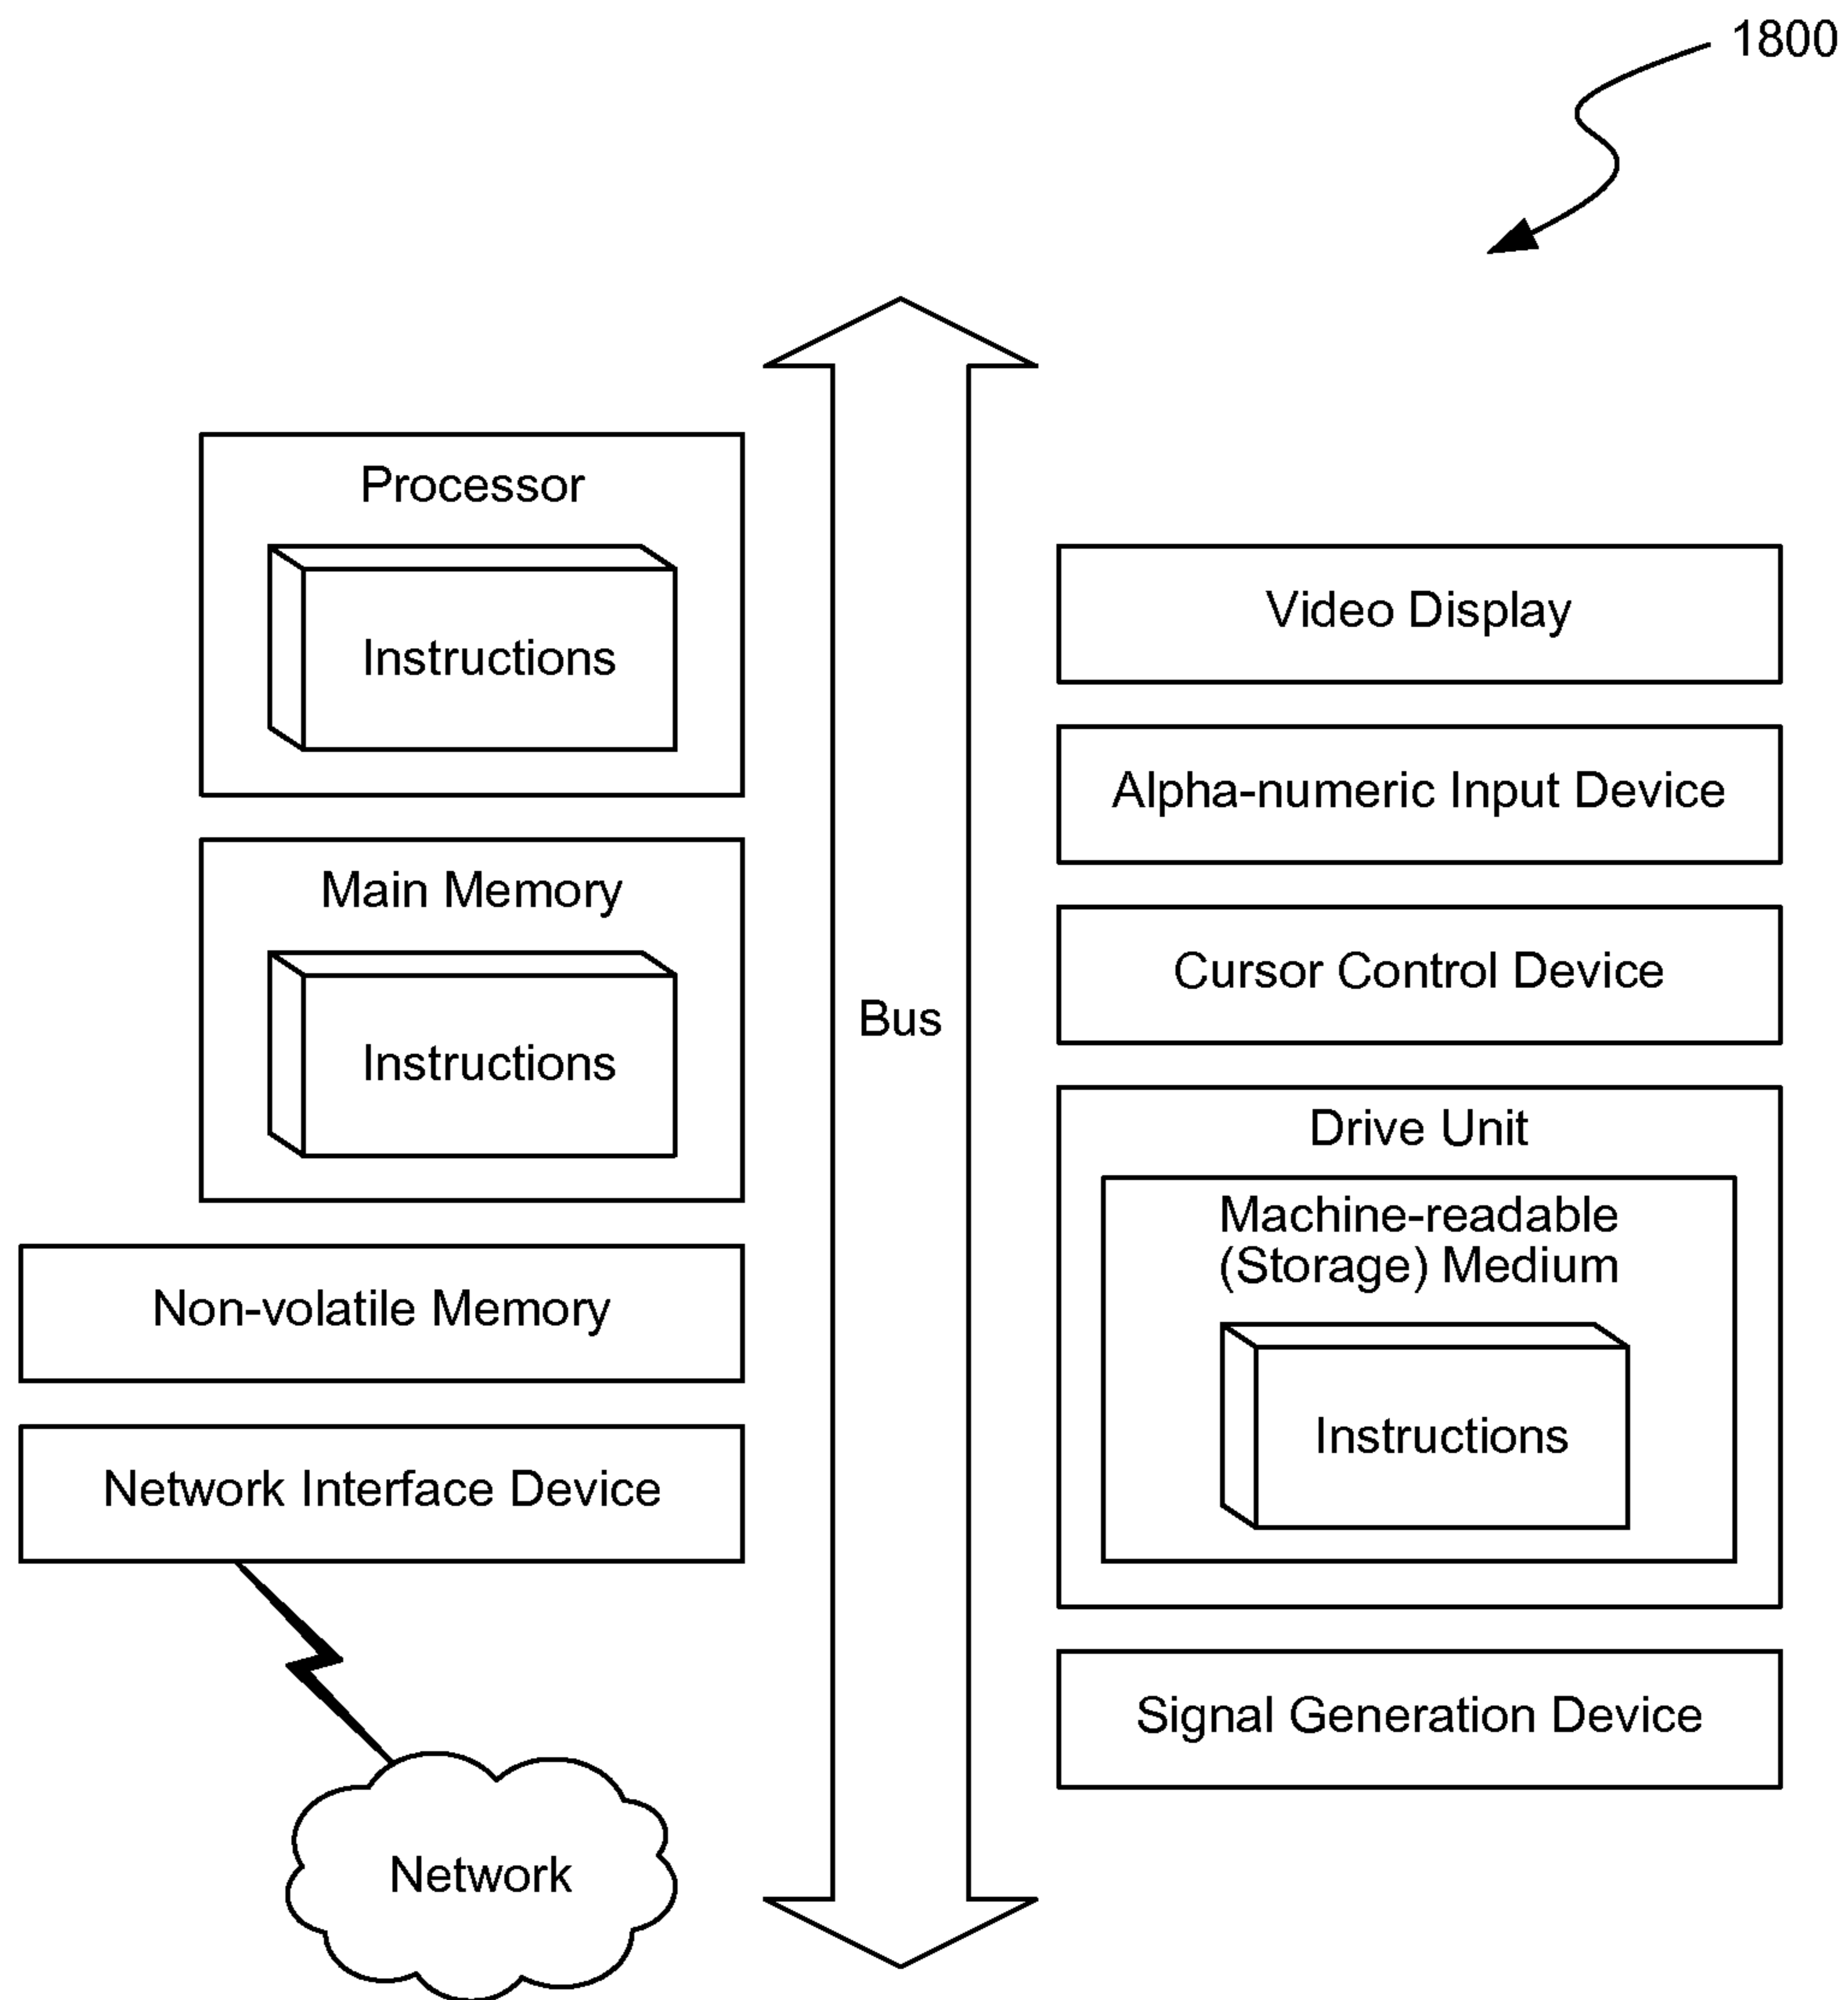 1800
Processor
Instructions
Main Memory
Instructions
Non-volatile Memory
Network Interface Device
Network
Bus
Video Display
Alpha-numeric Input Device
Cursor Control Device
Drive Unit
Machine-readable
(Storage) Medium
Instructions
Signal Generation Device